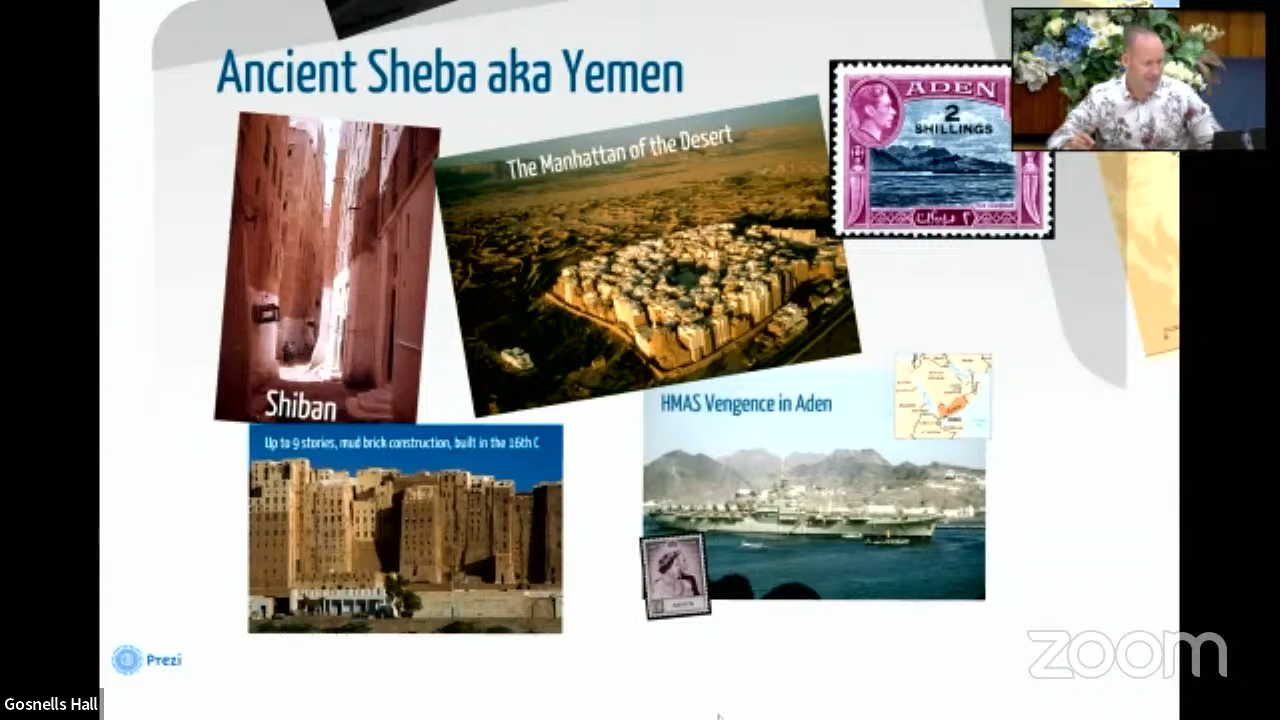 Ancient Sheba aka Yemen
The Manhattan of the Desert
ADEN
2
SHILLINGS
Shiban
Up to 9 stories, mud brick construction, built in the 16th C
HMAS Vengence in Aden
ADEN
Prezi
zoom
Gosnells Hall